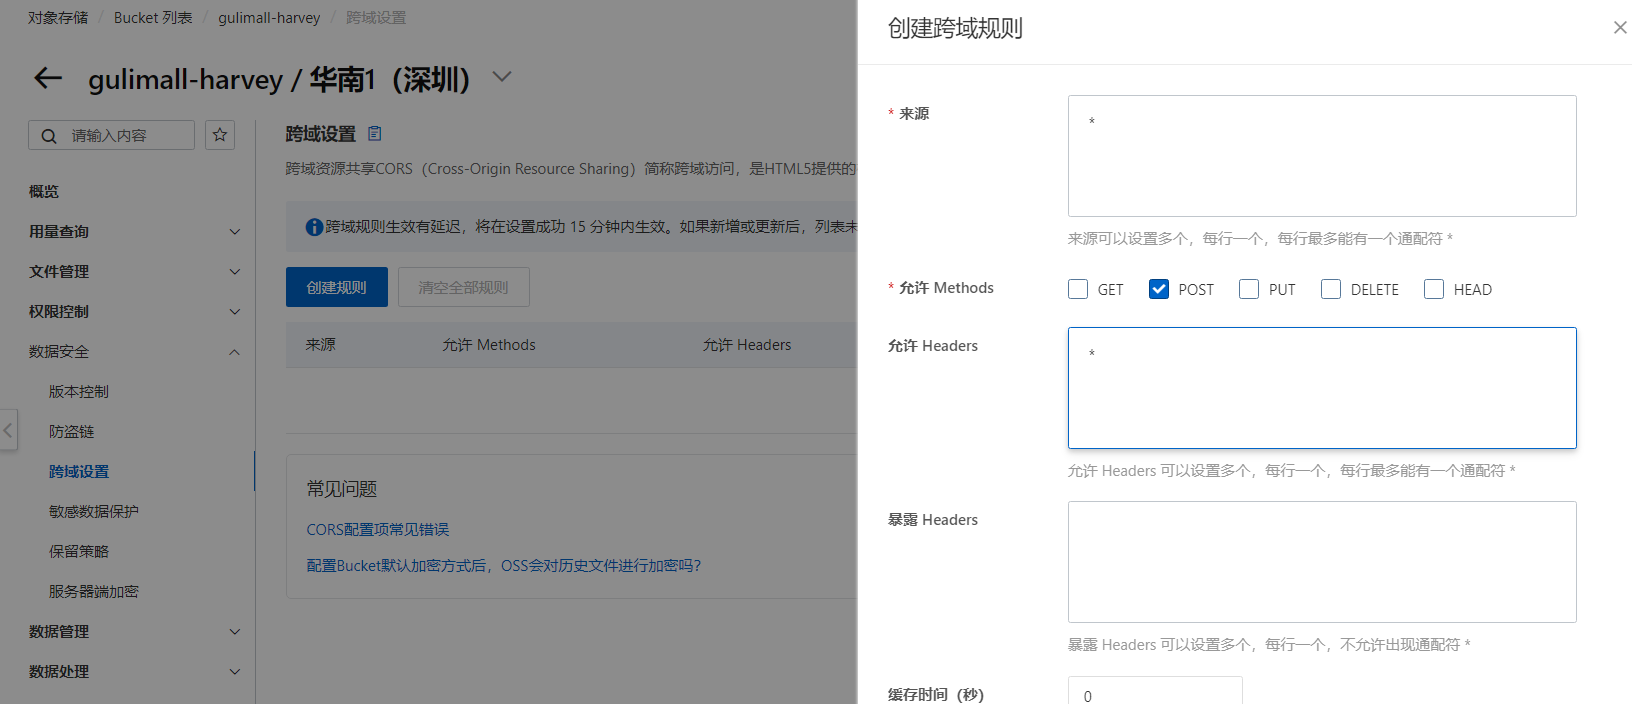 对象存储 / Bucket 列表 / gulimall-harvey / 跨域设置
gulimall-harvey / 华南1（深圳）
请输入内容
概览
用量查询
文件管理
权限控制
数据安全
版本控制
防盗链
跨域设置
敏感数据保护
保留策略
服务器端加密
数据管理
数据处理
跨域设置
跨域资源共享CORS（Cross-Origin Resource Sharing）简称跨域访问，是HTML5提供的
跨域规则生效有延迟，将在设置成功 15 分钟内生效。如果新增或更新后，列表未
创建规则 清空全部规则
来源 允许 Methods 允许 Headers
常见问题
CORS配置项常见错误
配置Bucket默认加密方式后，OSS会对历史文件进行加密吗？
创建跨域规则
* 来源
*
来源可以设置多个，每行一个，每行最多能有一个通配符 *
* 允许 Methods GET POST PUT DELETE HEAD
允许 Headers
*
允许 Headers 可以设置多个，每行一个，每行最多能有一个通配符 *
暴露 Headers
暴露 Headers 可以设置多个，每行一个，不允许出现通配符 *
缓存时间（秒） 0